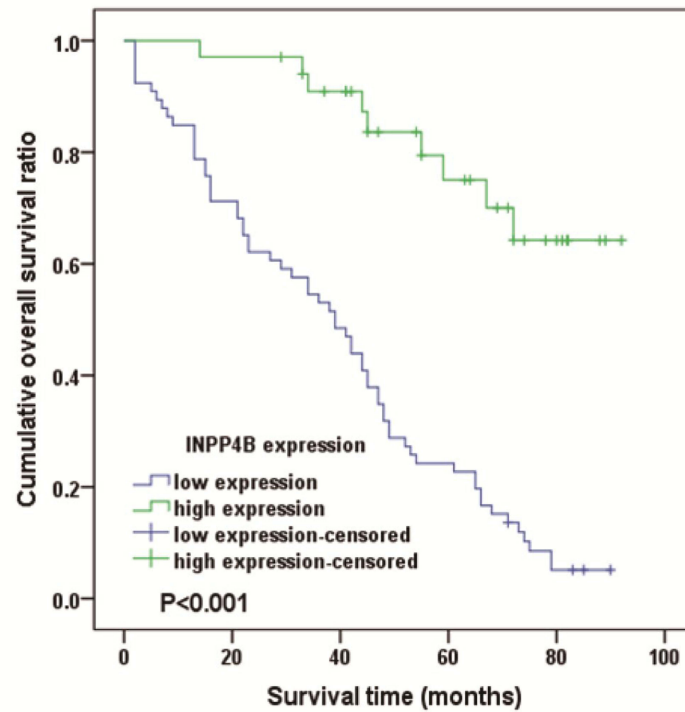 Cumulative overall survival ratio
1.0
0.8
0.6
0.4
0.2
0.0
INPP4B expression
low expression
high expression
low expression-censored
high expression-censored
P<0.001
0 20 40 60 80 100
Survival time (months)